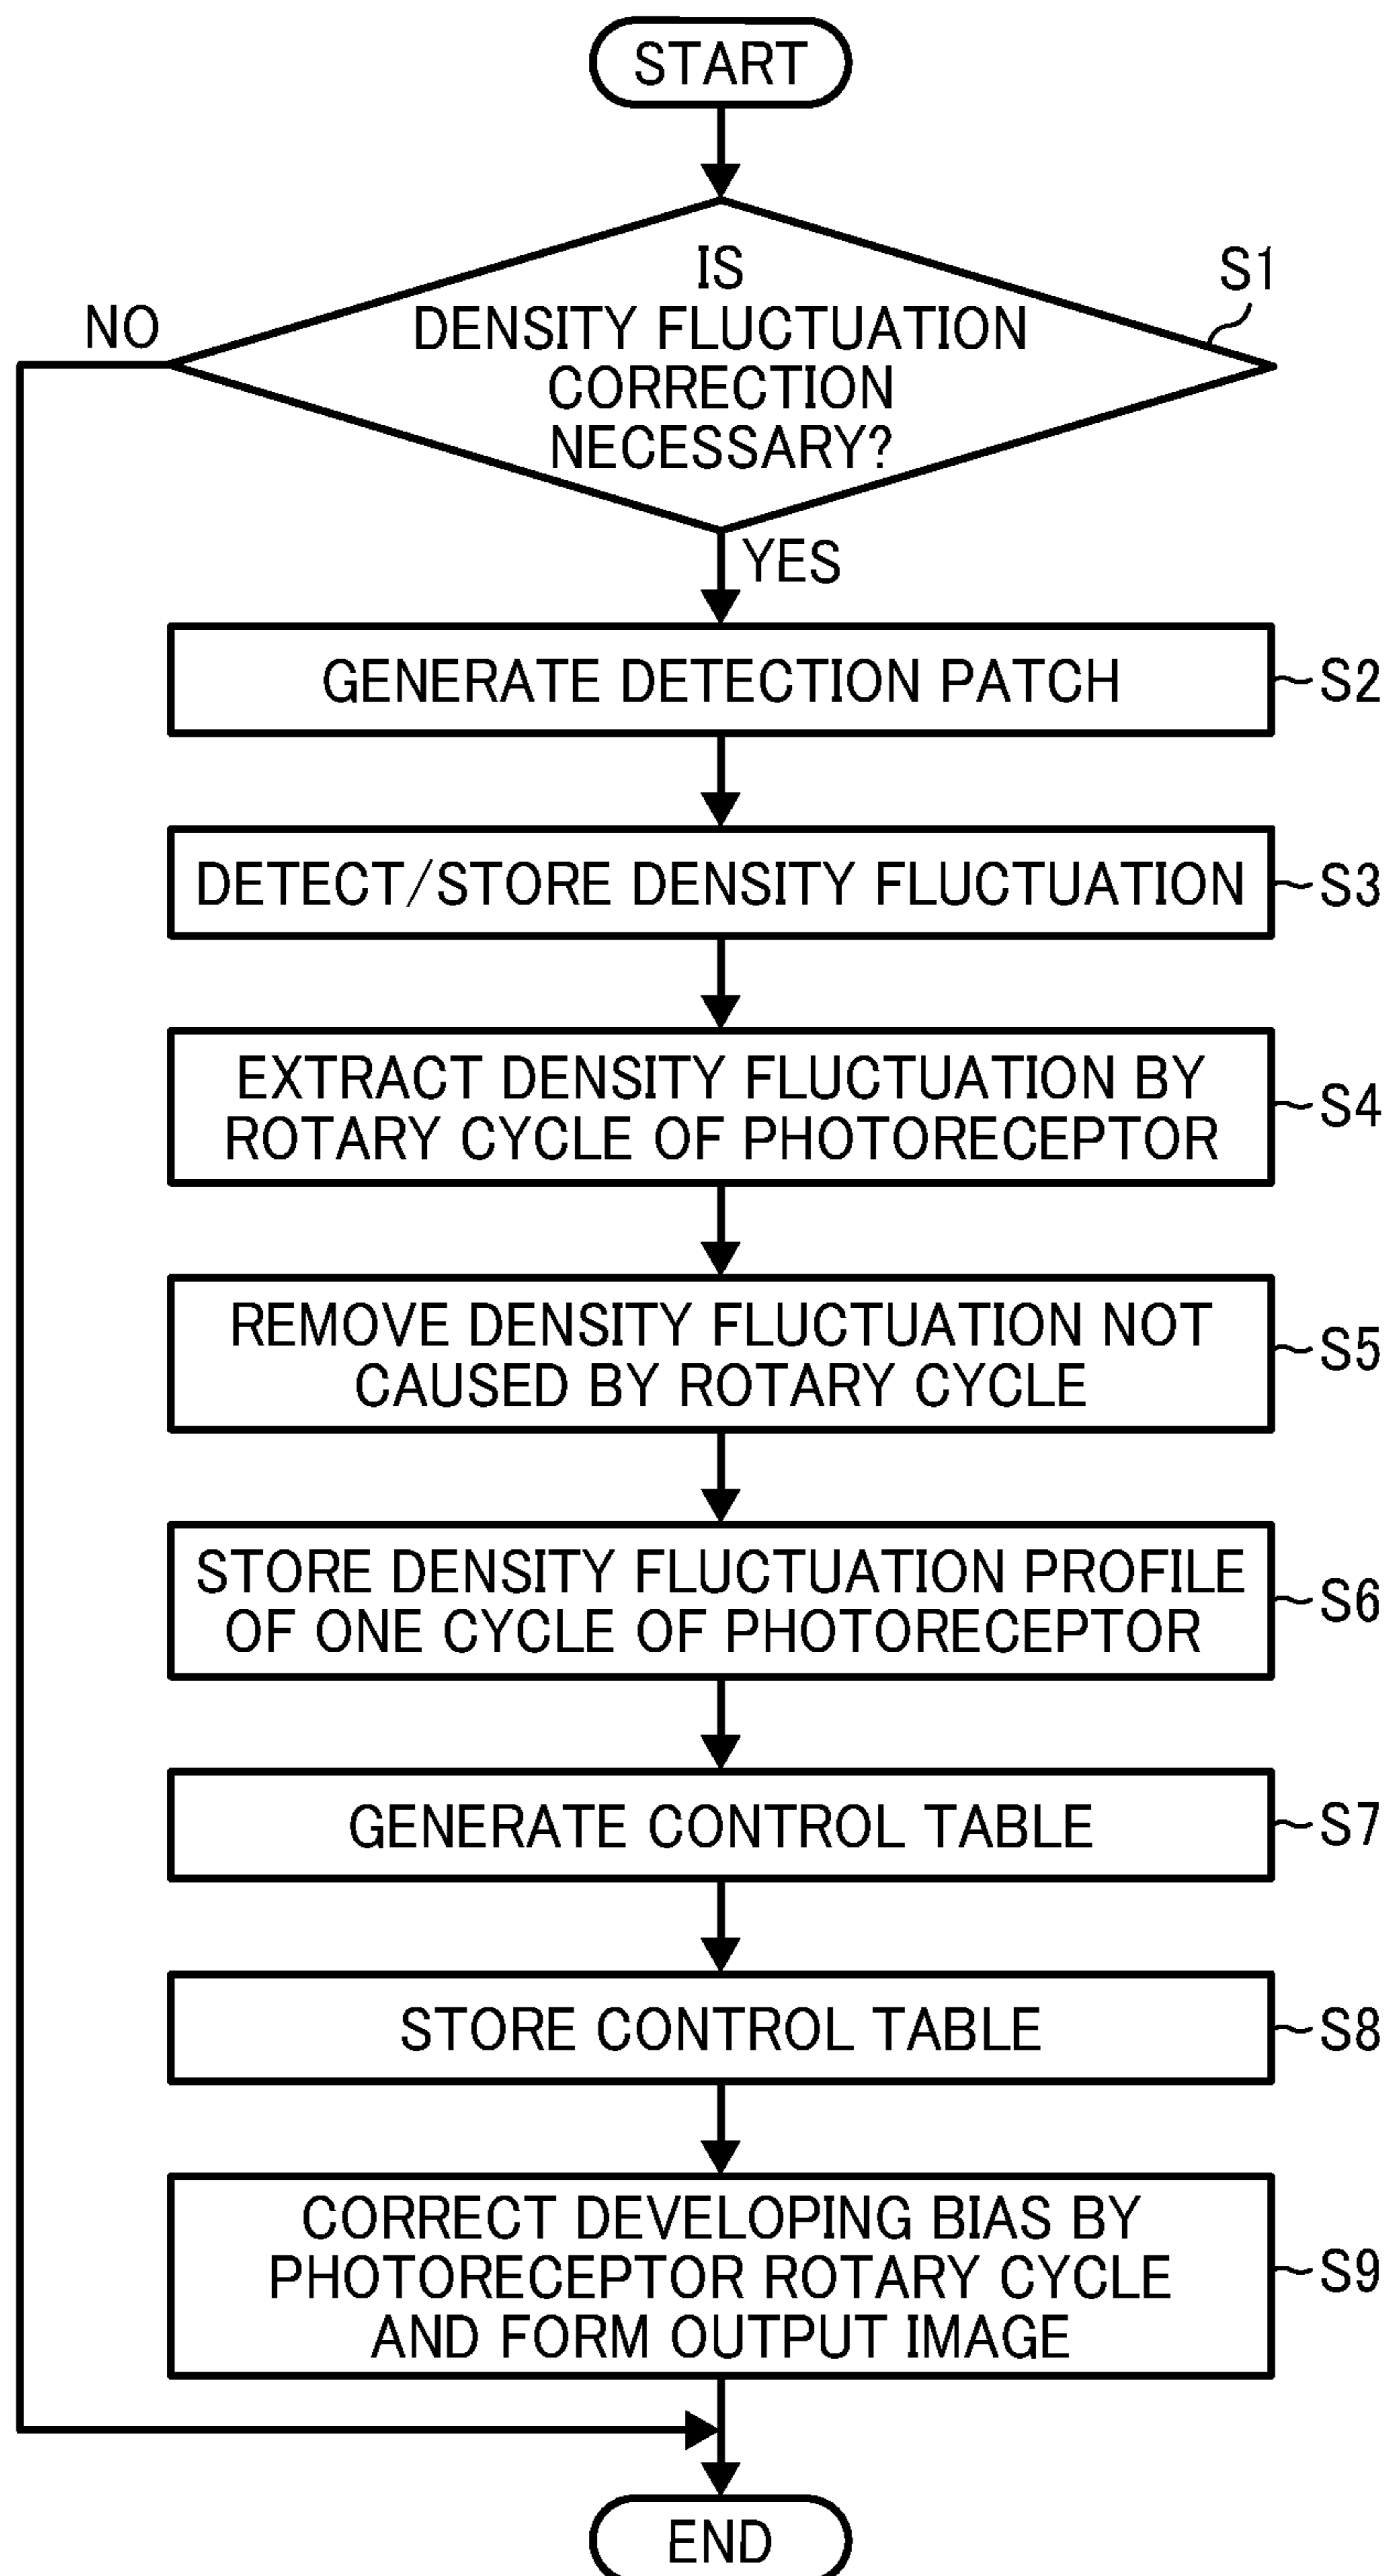 START
IS
DENSITY FLUCTUATION
CORRECTION
NECESSARY?
S1
NO
YES
GENERATE DETECTION PATCH
S2
DETECT/STORE DENSITY FLUCTUATION
S3
EXTRACT DENSITY FLUCTUATION BY
ROTARY CYCLE OF PHOTORECEPTOR
S4
REMOVE DENSITY FLUCTUATION NOT
CAUSED BY ROTARY CYCLE
S5
STORE DENSITY FLUCTUATION PROFILE
OF ONE CYCLE OF PHOTORECEPTOR
S6
GENERATE CONTROL TABLE
S7
STORE CONTROL TABLE
S8
CORRECT DEVELOPING BIAS BY
PHOTORECEPTOR ROTARY CYCLE
AND FORM OUTPUT IMAGE
S9
END